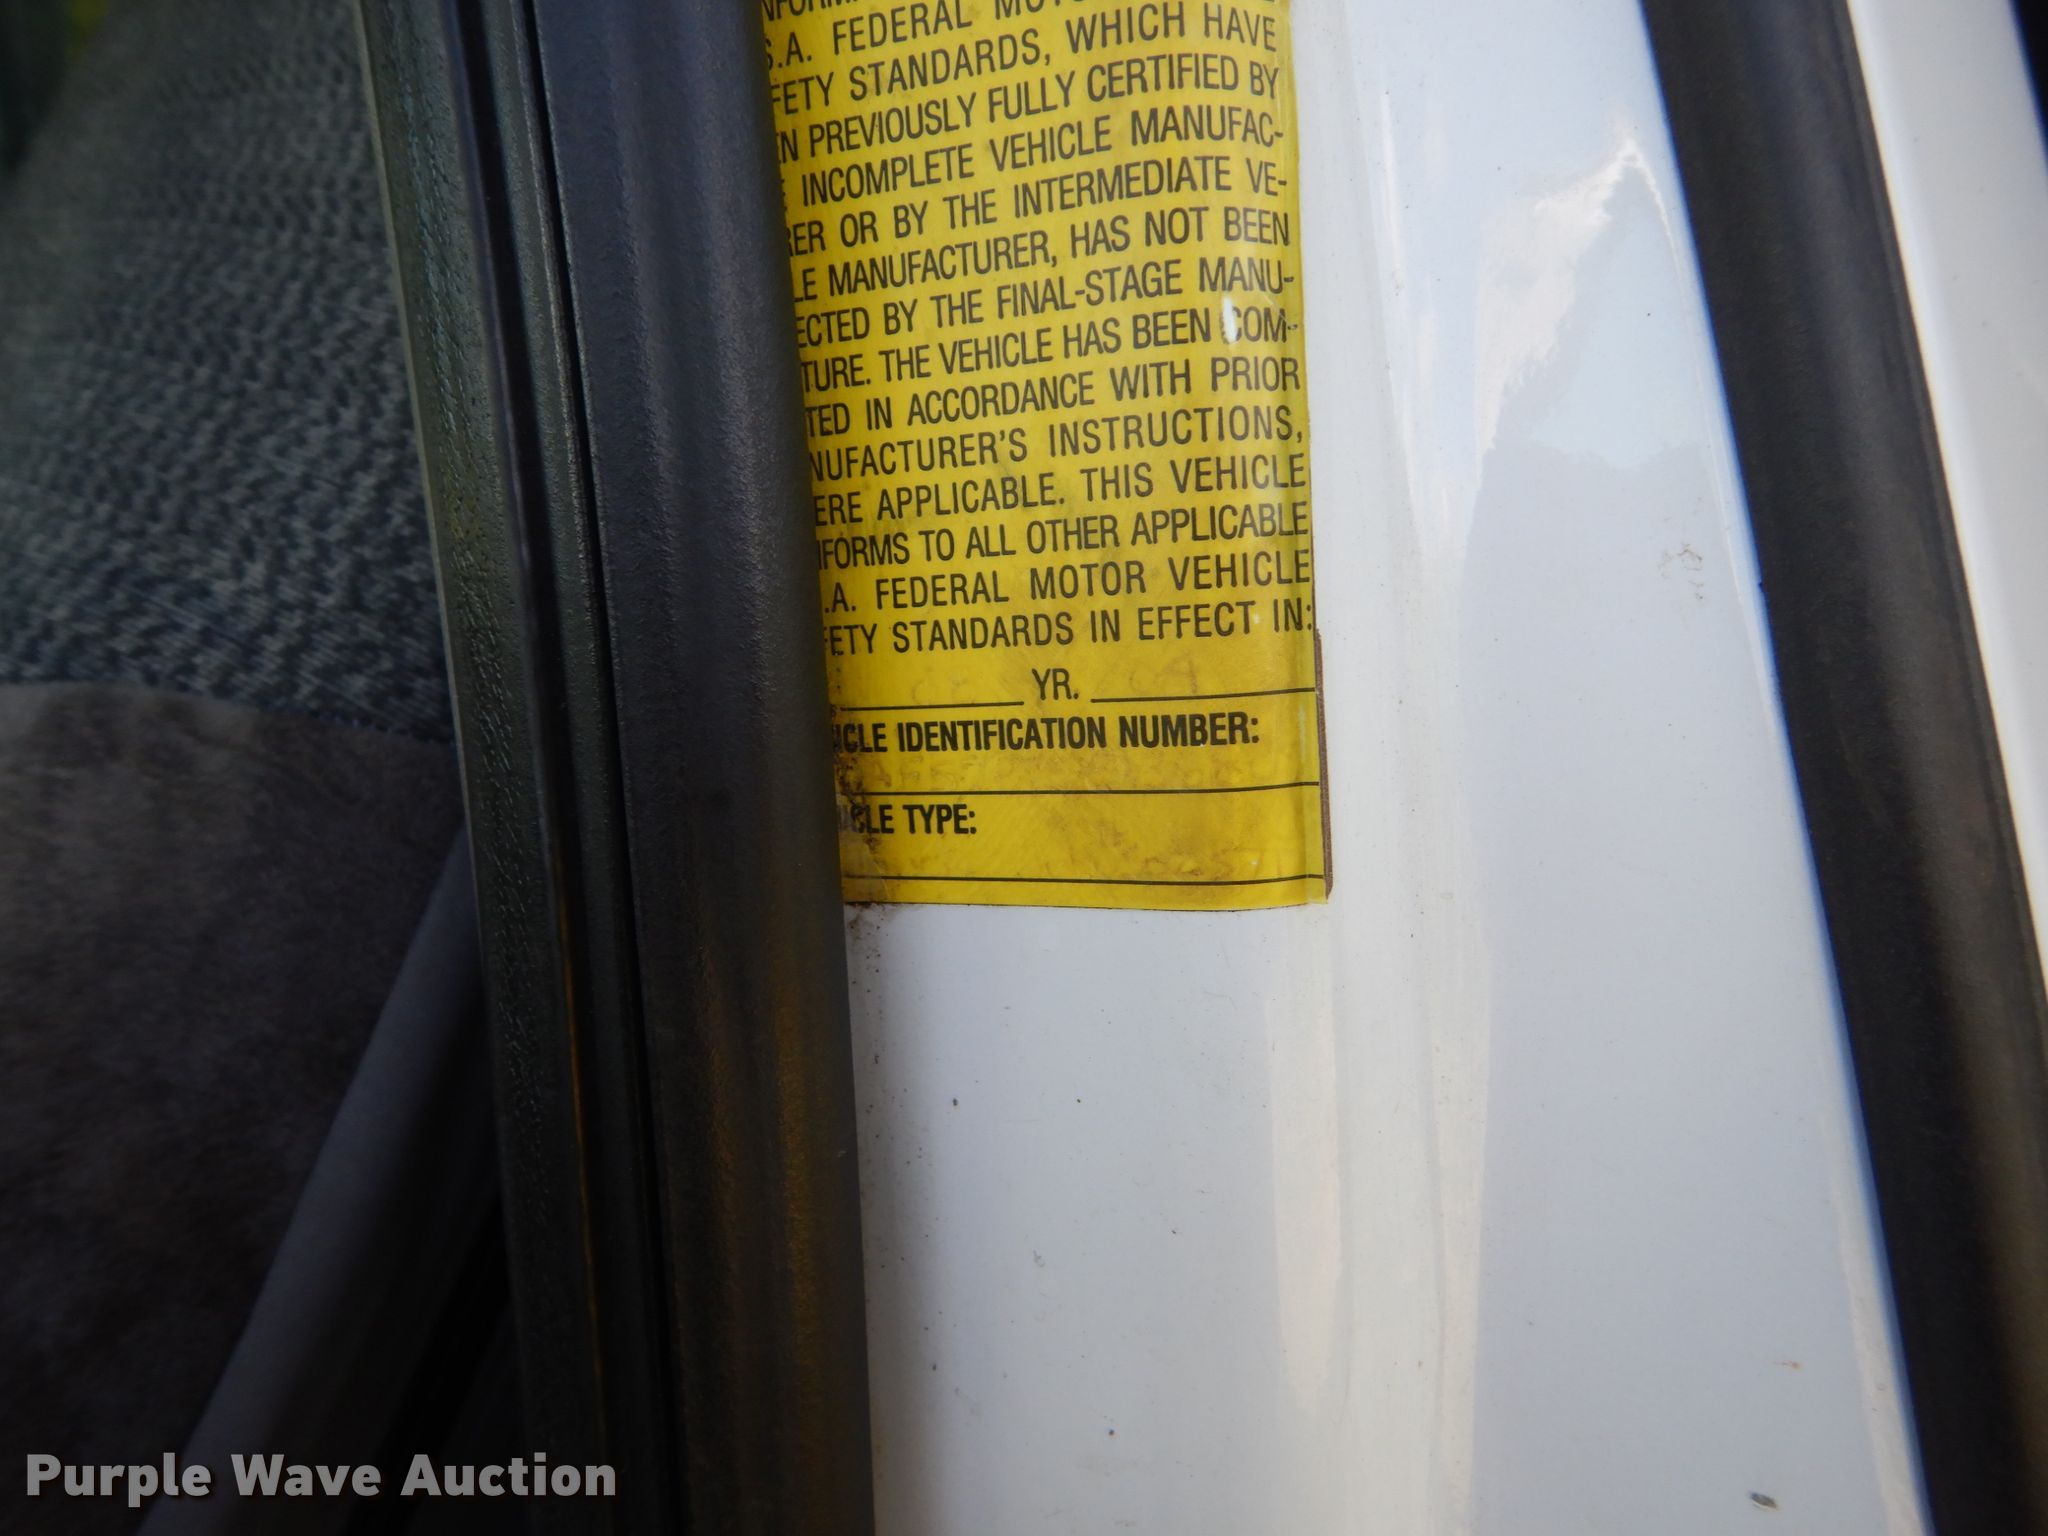 .A. FEDERAL
FETY STANDARDS, WHICH HAVE
EN PREVIOUSLY FULLY CERTIFIED BY
INCOMPLETE VEHICLE MANUFAC-
RER OR BY THE INTERMEDIATE VE-
LE MANUFACTURER, HAS NOT BEEN
ECTED BY THE FINAL-STAGE MANU-
TURE. THE VEHICLE HAS BEEN COM-
TED IN ACCORDANCE WITH PRIOR
NUFACTURER'S INSTRUCTIONS,
ERE APPLICABLE. THIS VEHICLE
FORMS TO ALL OTHER APPLICABLE
.A. FEDERAL MOTOR VEHICLE
FETY STANDARDS IN EFFECT IN:
YR.
ICLE IDENTIFICATION NUMBER:
CLE TYPE:
Purple Wave Auction